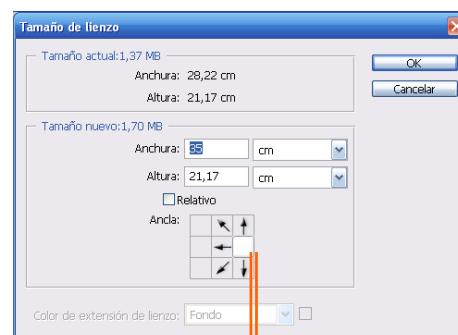 Tamaño de lienzo
Tamaño actual:1,37 MB
OK
Anchura: 28,22 cm
Cancelar
Altura: 21,17 cm
Tamaño nuevo:1,70 MB
Anchura: 35 cm
Altura: 21,17 cm
Relativo
Ancla:
Color de extensión de lienzo: Fondo